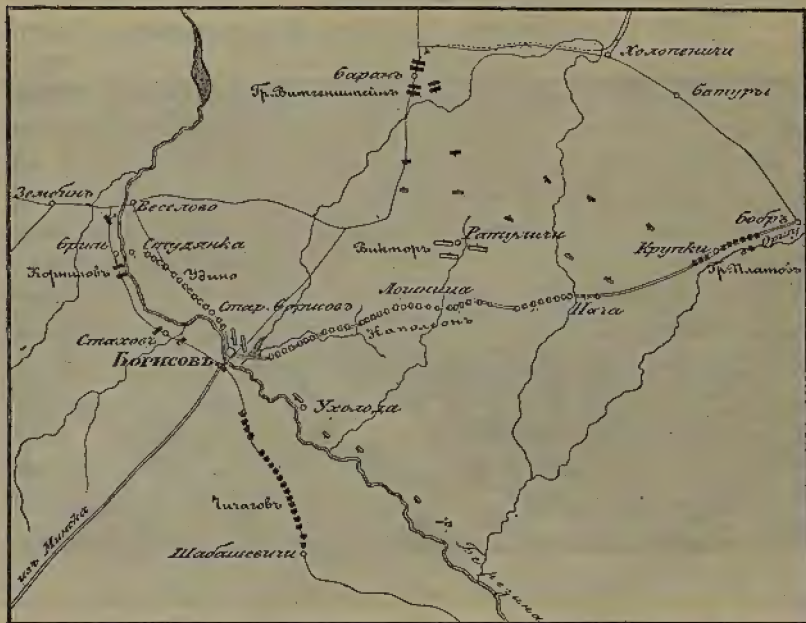 Холопеничи
Баранъ
Гр. Витгенштейнъ
Батуры
Зембинъ
Веселово
Бобръ
Ратуличи
Викторъ
Брили
Студянка
Крупки
Корниловъ
Удино
Гр. Платовъ
Лошница
Стар. Борисовъ
Нача
Наполеонъ
Стаховъ
Борисовъ
Ухолода
Чичаговъ
изъ Минска
Шабашевичи
Березина